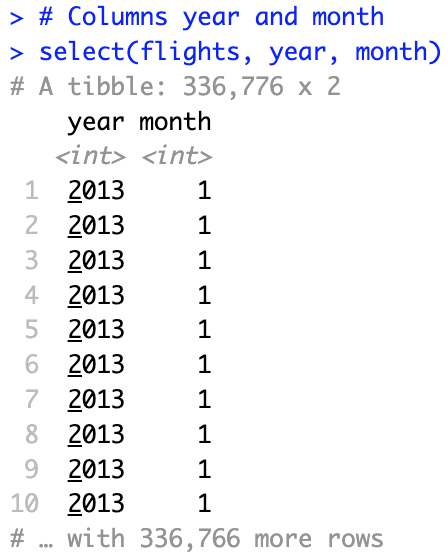 > # Columns year and month
> select(flights, year, month)
# A tibble: 336,776 x 2
    year month
   <int> <int>
 1  2013     1
 2  2013     1
 3  2013     1
 4  2013     1
 5  2013     1
 6  2013     1
 7  2013     1
 8  2013     1
 9  2013     1
10  2013     1
# … with 336,766 more rows